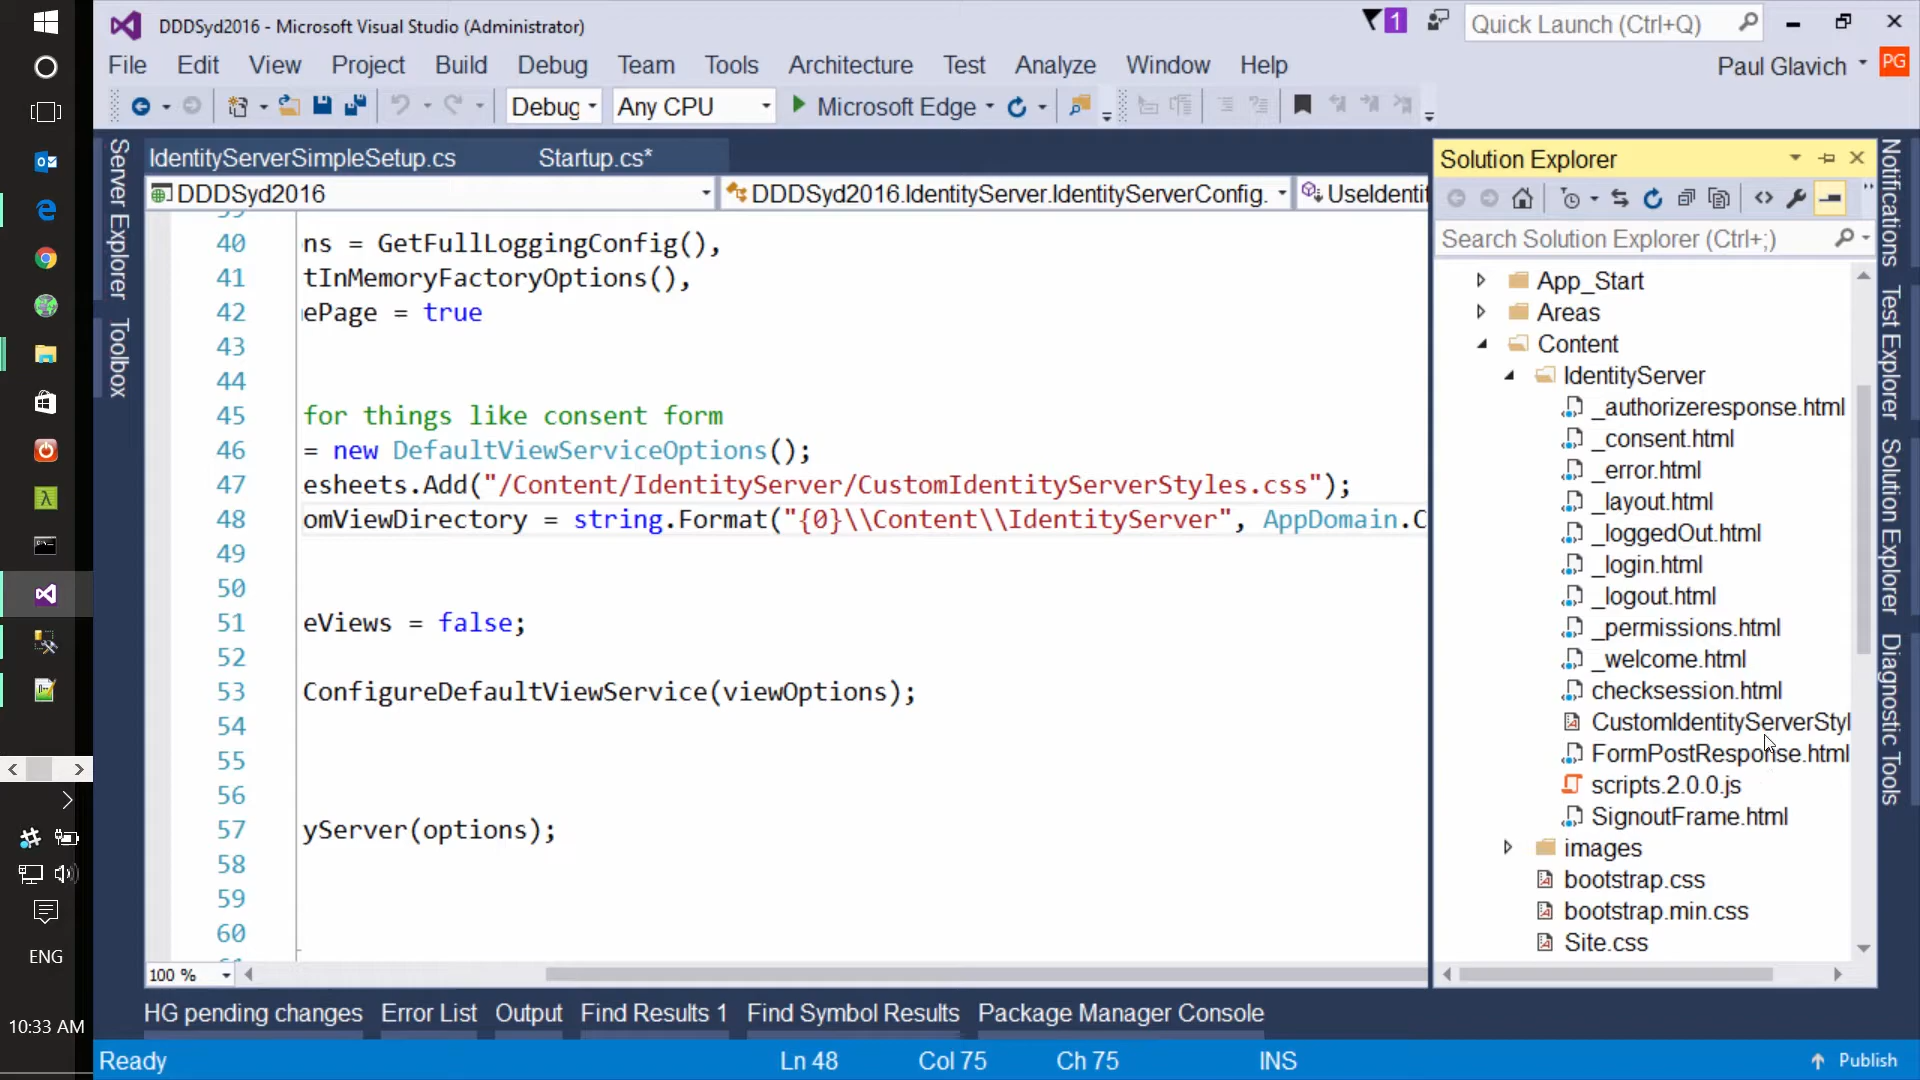 DDDSyd2016 - Microsoft Visual Studio (Administrator)
1
Quick Launch (Ctrl+Q)
File Edit View Project Build Debug Team Tools Architecture Test Analyze Window Help
Paul Glavich
PG
Debug
Any CPU
Microsoft Edge
Server Explorer
Toolbox
IdentityServerSimpleSetup.cs
Startup.cs*
DDDSyd2016
DDDSyd2016.IdentityServer.IdentityServerConfig.
UseIdenti
40 ns = GetFullLoggingConfig(),
41 tInMemoryFactoryOptions(),
42 ePage = true
43
44
45 for things like consent form
46 = new DefaultViewServiceOptions();
47 esheets.Add("/Content/IdentityServer/CustomIdentityServerStyles.css");
48 omViewDirectory = string.Format("{0}\\Content\\IdentityServer", AppDomain.C
49
50
51 eViews = false;
52
53 ConfigureDefaultViewService(viewOptions);
54
55
56
57 yServer(options);
58
59
60
100 %
Solution Explorer
Search Solution Explorer (Ctrl+;)
App_Start
Areas
Content
IdentityServer
_authorizeresponse.html
_consent.html
_error.html
_layout.html
_loggedOut.html
_login.html
_logout.html
_permissions.html
_welcome.html
checksession.html
CustomIdentityServerStyl
FormPostResponse.html
scripts.2.0.0.js
SignoutFrame.html
images
bootstrap.css
bootstrap.min.css
Site.css
Notifications
Test Explorer
Solution Explorer
Diagnostic Tools
HG pending changes Error List Output Find Results 1 Find Symbol Results Package Manager Console
Ready
Ln 48
Col 75
Ch 75
INS
Publish
ENG
10:33 AM